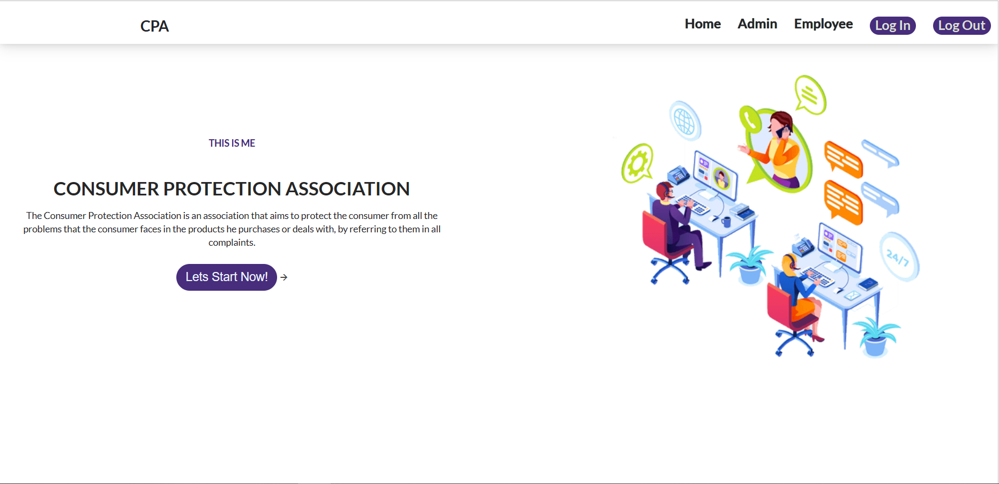 CPA
Home Admin Employee Log In Log Out
THIS IS ME
CONSUMER PROTECTION ASSOCIATION
The Consumer Protection Association is an association that aims to protect the consumer from all the
problems that the consumer faces in the products he purchases or deals with, by referring to them in all
complaints.
Lets Start Now!
24/7